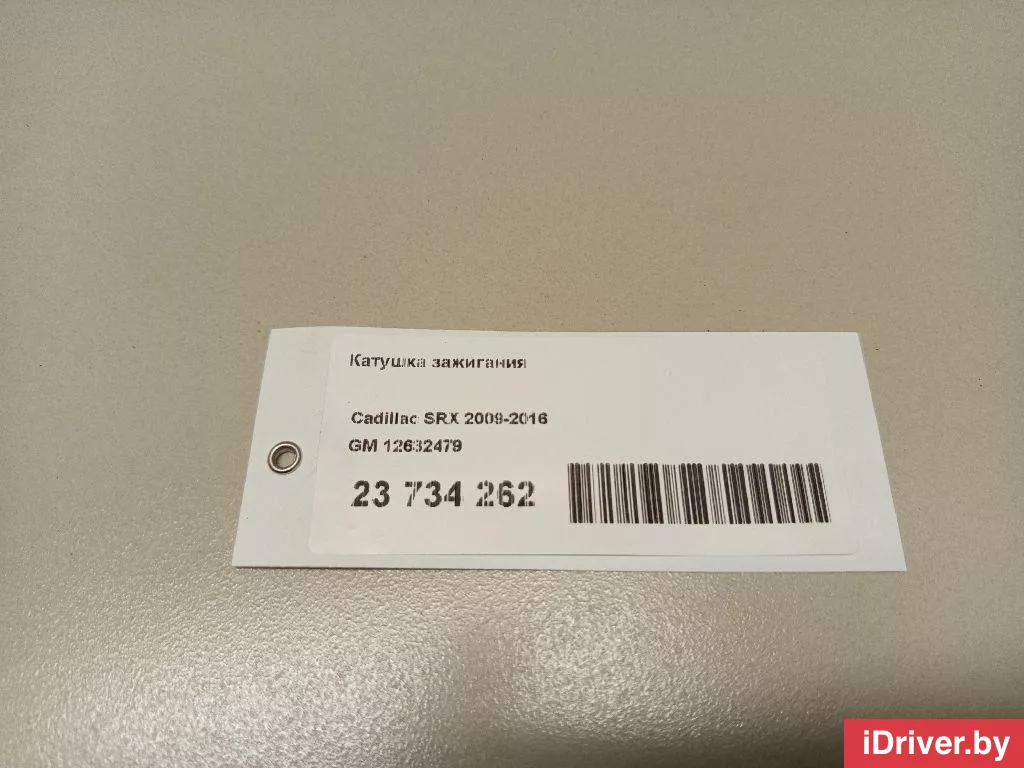 Катушка зажигания
Cadillac SRX 2009-2016
GM 12632479
23 734 262
iDriver.by